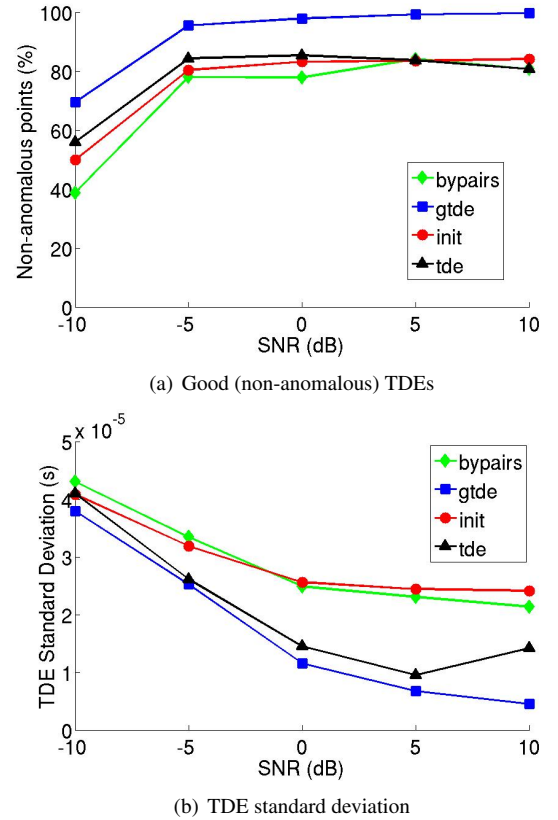 100
80
60
40
20
0
Non-anomalous points (%)
bypairs
gtde
init
tde
-10 -5 0 5 10
SNR (dB)
(a) Good (non-anomalous) TDEs
x 10^-5
5
4
3
2
1
0
TDE Standard Deviation (s)
bypairs
gtde
init
tde
-10 -5 0 5 10
SNR (dB)
(b) TDE standard deviation